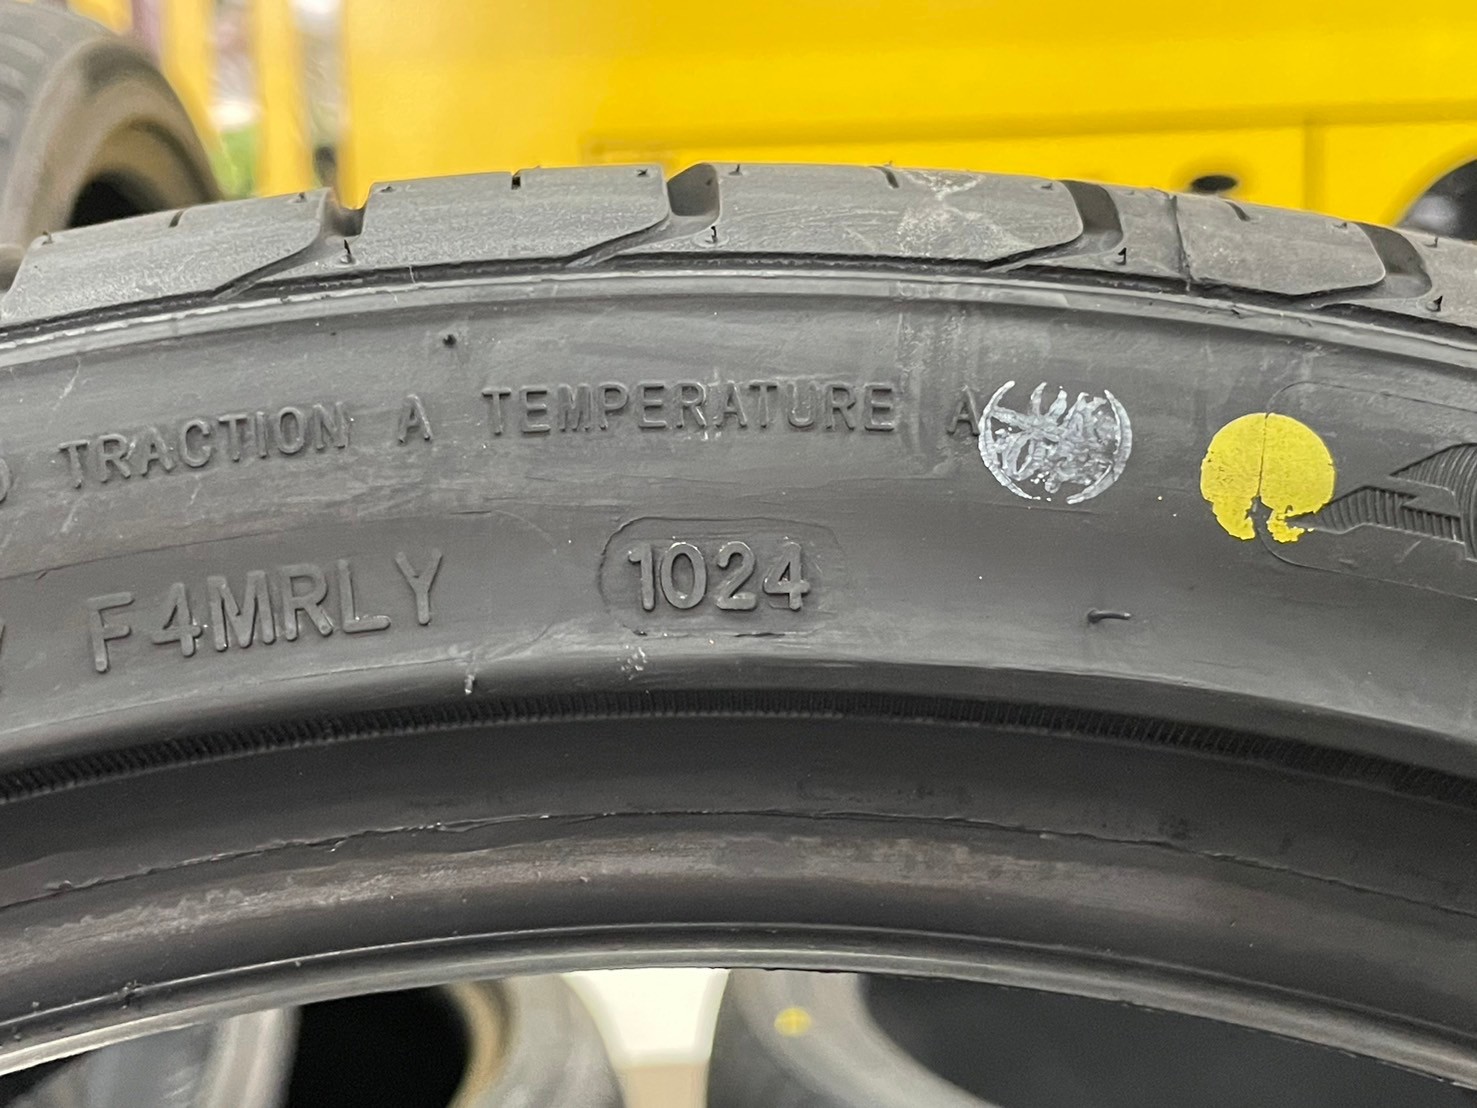 TRACTION A TEMPERATURE A
F4MRLY 1024